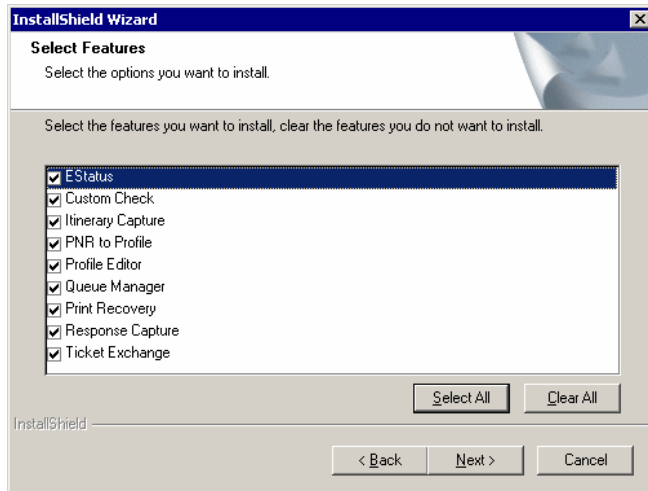 InstallShield Wizard
Select Features
Select the options you want to install.
Select the features you want to install, clear the features you do not want to install.
EStatus
Custom Check
Itinerary Capture
PNR to Profile
Profile Editor
Queue Manager
Print Recovery
Response Capture
Ticket Exchange
Select All Clear All
InstallShield
< Back Next > Cancel